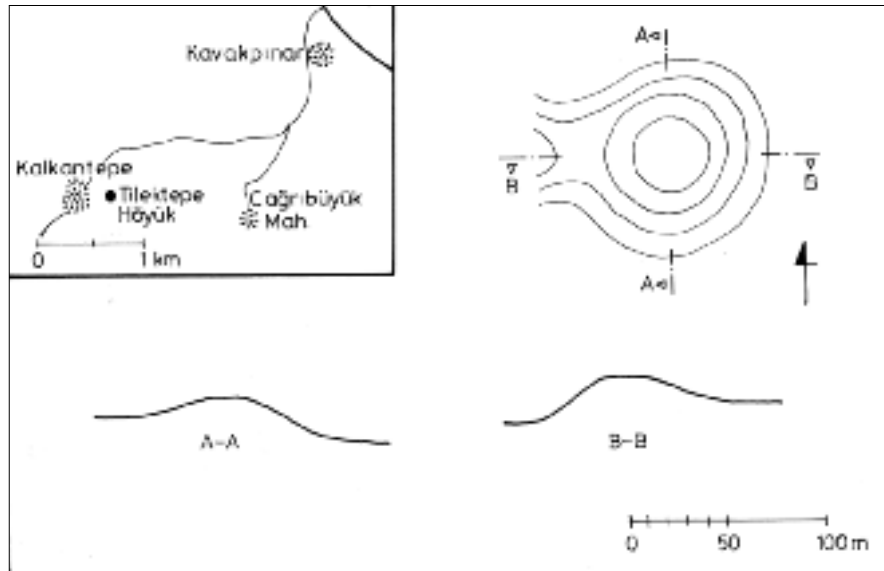 Kavakpınar
Kalkantepe
Tilektepe
Höyük
Çağrıbüyük
Mah.
0 1 km
A
B B
A
A-A
B-B
0 50 100 m